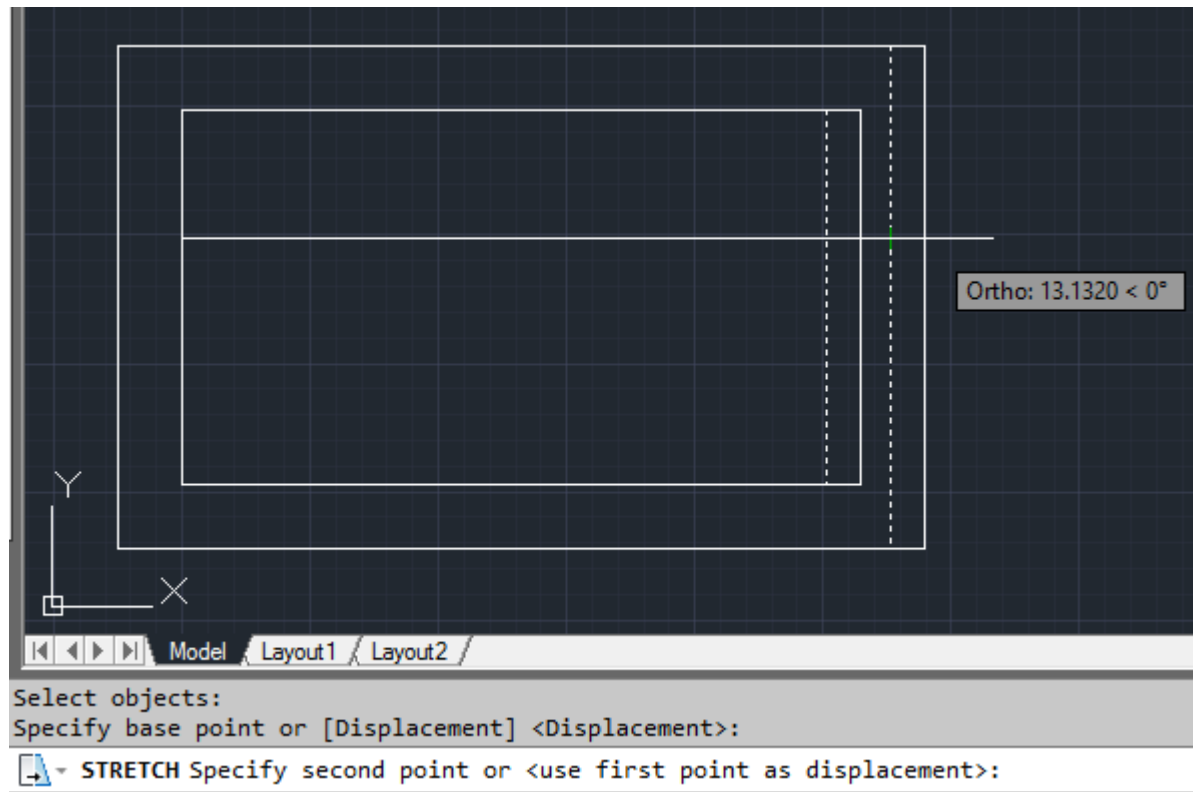 Ortho: 13.1320 < 0°
Y
X
Model Layout1 Layout2
Select objects:
Specify base point or [Displacement] <Displacement>:
STRETCH Specify second point or <use first point as displacement>: